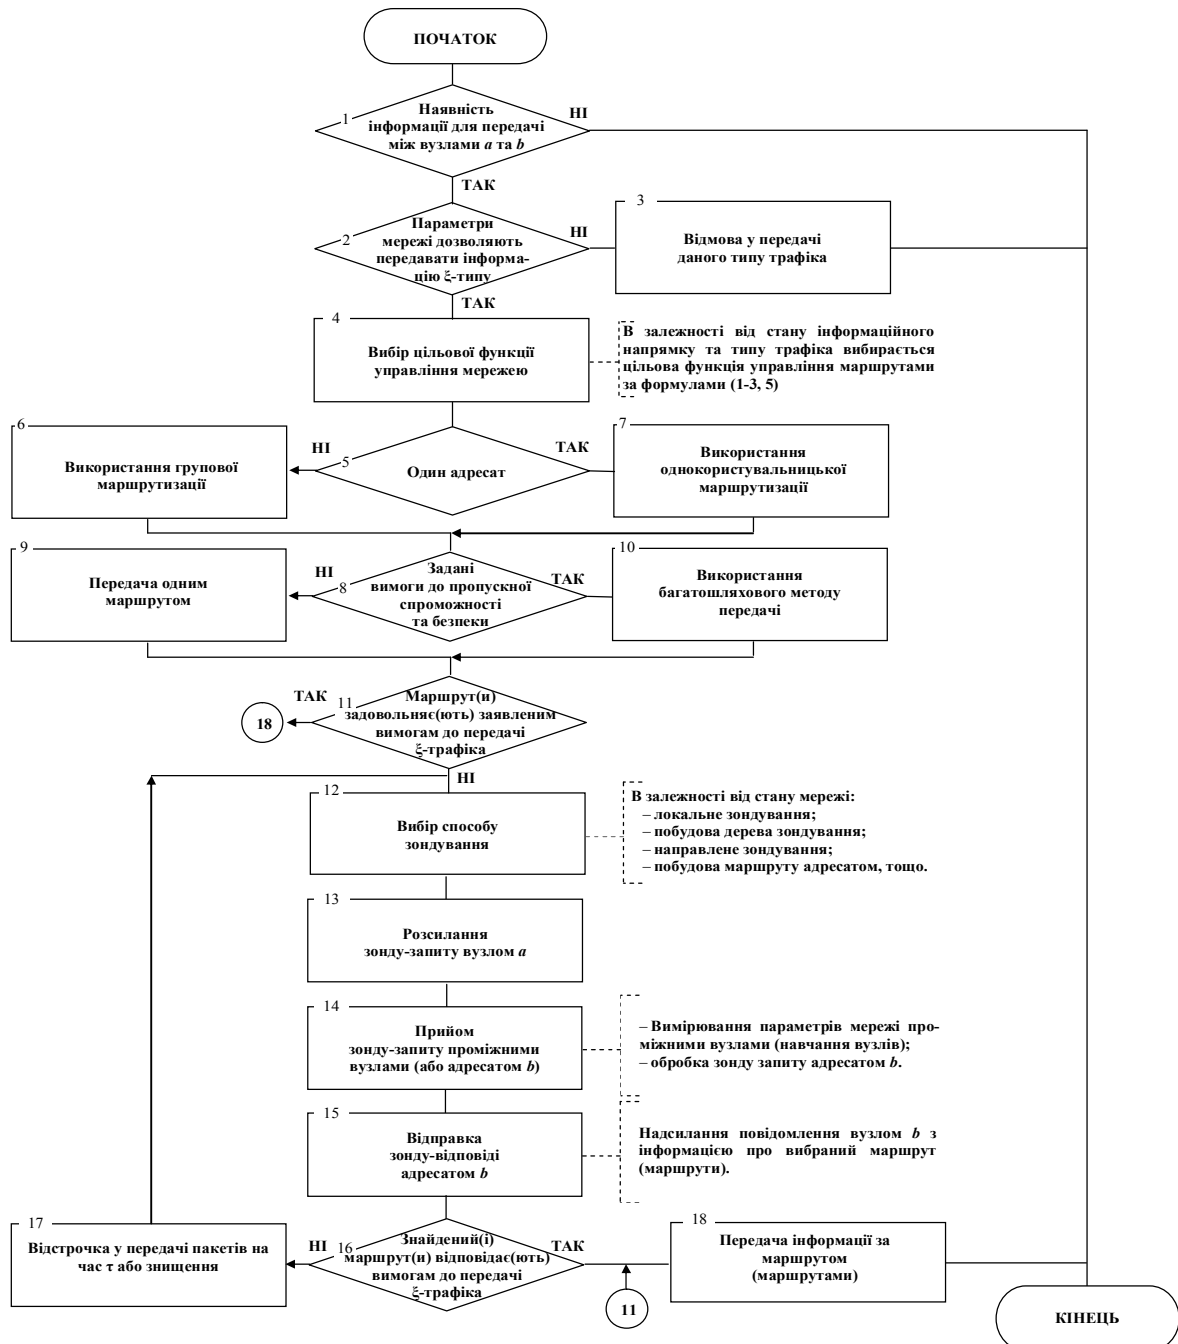 ПОЧАТОК
1
Наявність
інформації для передачі
між вузлами a та b
НІ
ТАК
2
Параметри
мережі дозволяють
передавати інформа-
цію ξ-типу
НІ
3
Відмова у передачі
даного типу трафіка
ТАК
4
Вибір цільової функції
управління мережею
В залежності від стану інформаційного
напрямку та типу трафіка вибирається
цільова функція управління маршрутами
за формулами (1-3, 5)
6
Використання групової
маршрутизації
НІ
5
Один адресат
ТАК
7
Використання
однокористувальницької
маршрутизації
9
Передача одним
маршрутом
НІ
8
Задані
вимоги до пропускної
спроможності
та безпеки
ТАК
10
Використання
багатошляхового методу
передачі
ТАК
18
11
Маршрут(и)
задовольняє(ють) заявленим
вимогам до передачі
ξ-трафіка
НІ
12
Вибір способу
зондування
В залежності від стану мережі:
– локальне зондування;
– побудова дерева зондування;
– направлене зондування;
– побудова маршруту адресатом, тощо.
13
Розсилання
зонду-запиту вузлом a
14
Прийом
зонду-запиту проміжними
вузлами (або адресатом b)
– Вимірювання параметрів мережі про-
міжними вузлами (навчання вузлів);
– обробка зонду запиту адресатом b.
15
Відправка
зонду-відповіді
адресатом b
Надсилання повідомлення вузлом b з
інформацією про вибраний маршрут
(маршрути).
17
Відстрочка у передачі пакетів на
час τ або знищення
НІ
16
Знайдений(і)
маршрут(и) відповідає(ють)
вимогам до передачі
ξ-трафіка
ТАК
11
18
Передача інформації за
маршрутом
(маршрутами)
КІНЕЦЬ